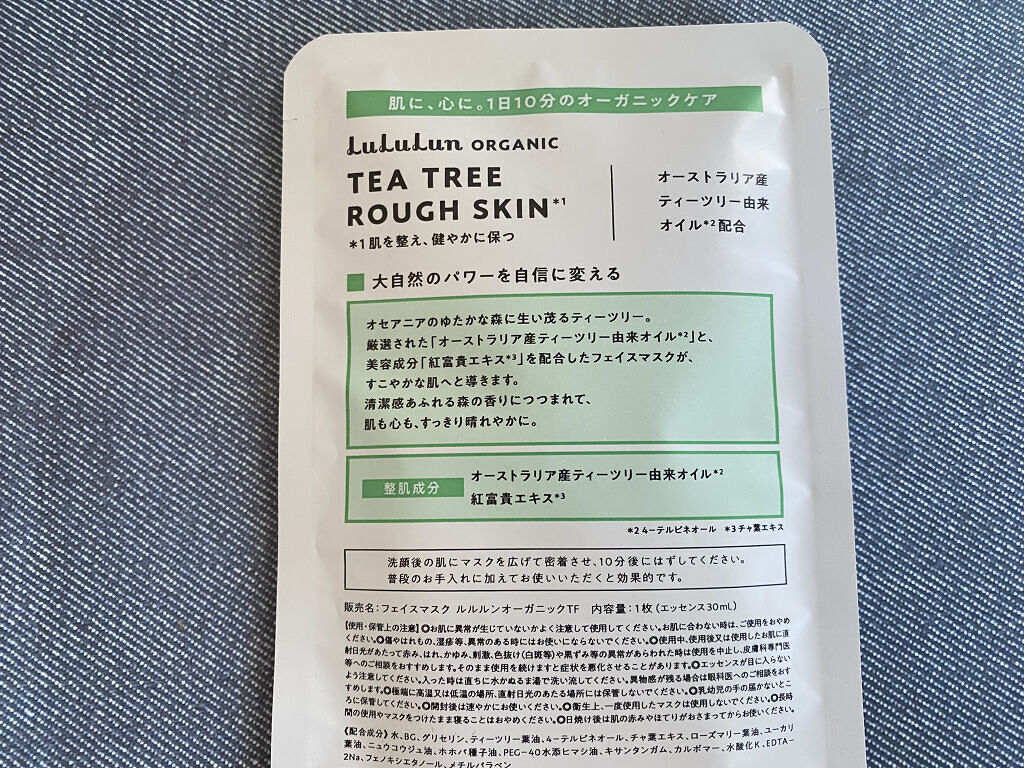 肌に、心に。1日10分のオーガニックケア
LuLuLun ORGANIC
TEA TREE
ROUGH SKIN*1
*1 肌を整え、健やかに保つ
オーストラリア産
ティーツリー由来
オイル*2配合
大自然のパワーを自信に変える
オセアニアのゆたかな森に生い茂るティーツリー。
厳選された「オーストラリア産ティーツリー由来オイル*2」と、
美容成分「紅富貴エキス*3」を配合したフェイスマスクが、
すこやかな肌へと導きます。
清潔感あふれる森の香りにつつまれて、
肌も心も、すっきり晴れやかに。
整肌成分
オーストラリア産ティーツリー由来オイル*2
紅富貴エキス*3
*2 4−テルピネオール *3 チャ葉エキス
洗顔後の肌にマスクを広げて密着させ、10分後にはずしてください。
普段のお手入れに加えてお使いいただくと効果的です。
販売名：フェイスマスク ルルルンオーガニックTF 内容量：1枚（エッセンス30mL）
【使用・保管上の注意】○お肌に異常が生じていないかよく注意して使用してください。お肌に合わない時は、ご使用をおやめ
ください。○傷やはれもの、湿疹等、異常のある時にはお使いにならないでください。○使用中、使用後又は使用したお肌に直
射日光があたって赤み、はれ、かゆみ、刺激、色抜け（白斑等）や黒ずみ等の異常があらわれた時は使用を中止し、皮膚科専門医
等へのご相談をおすすめします。そのまま使用を続けますと症状を悪化させることがあります。○エッセンスが目に入らない
よう注意してください。入った時は直ちに水かぬるま湯で洗い流してください。異物感が残る場合は眼科医へのご相談をおす
すめします。○極端に高温又は低温の場所、直射日光のあたる場所には保管しないでください。○乳幼児の手の届かないとこ
ろに保管してください。○開封後は速やかにお使いください。○衛生上、一度使用したマスクは使用しないでください。○長時
間の使用やマスクをつけたまま寝ることはおやめください。○日焼け後は肌の赤みやほてりがおさまってからお使いください。
《配合成分》水、BG、グリセリン、ティーツリー葉油、4−テルピネオール、チャ葉エキス、ローズマリー葉油、ユーカリ
葉油、ニュウコウジュ油、ホホバ種子油、PEG−40水添ヒマシ油、キサンタンガム、カルボマー、水酸化K、EDTA−
2Na、フェノキシエタノール、メチルパラベン